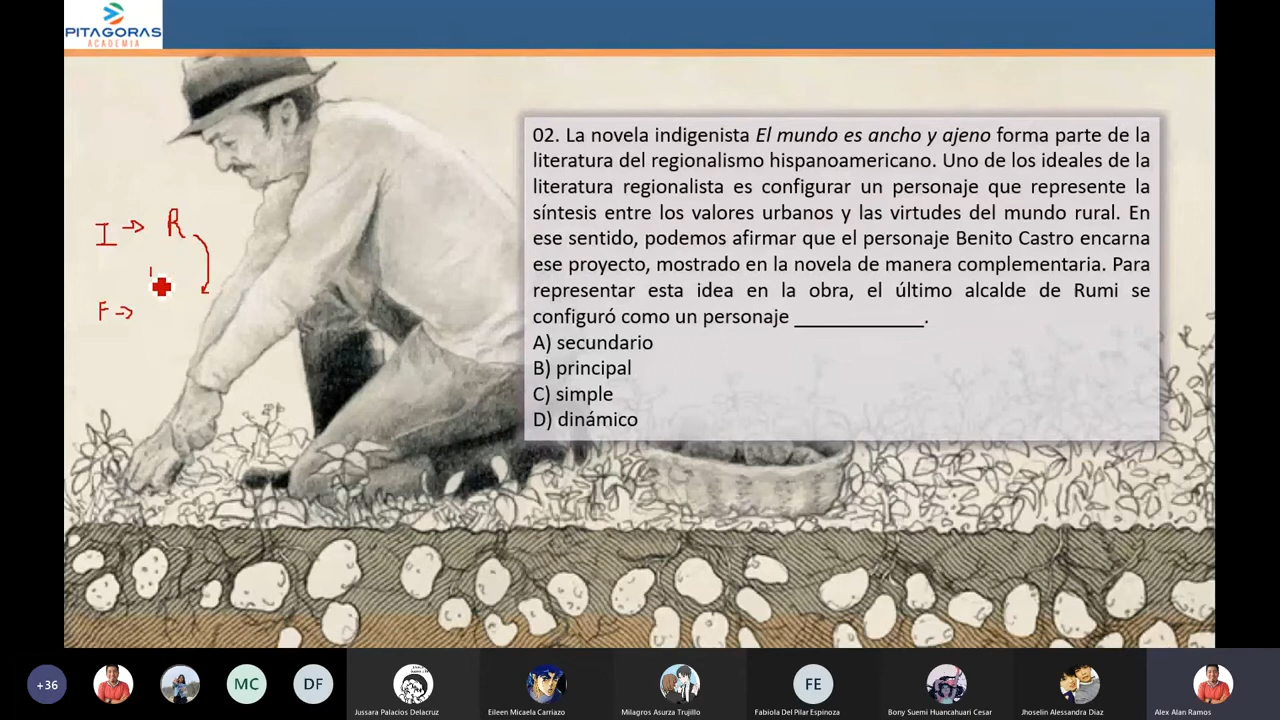 PITAGORAS
ACADEMIA
02. La novela indigenista El mundo es ancho y ajeno forma parte de la
literatura del regionalismo hispanoamericano. Uno de los ideales de la
literatura regionalista es configurar un personaje que represente la
síntesis entre los valores urbanos y las virtudes del mundo rural. En
ese sentido, podemos afirmar que el personaje Benito Castro encarna
ese proyecto, mostrado en la novela de manera complementaria. Para
representar esta idea en la obra, el último alcalde de Rumi se
configuró como un personaje ____________.
A) secundario
B) principal
C) simple
D) dinámico
I → R
F →
+36
MC
DF
FE
Jussara Palacios Delacruz
Eileen Micaela Carriazo
Milagros Asurza Trujillo
Fabiola Del Pilar Espinoza
Bony Suemi Huancahuari Cesar
Jhoselin Alessandra Diaz
Alex Alan Ramos